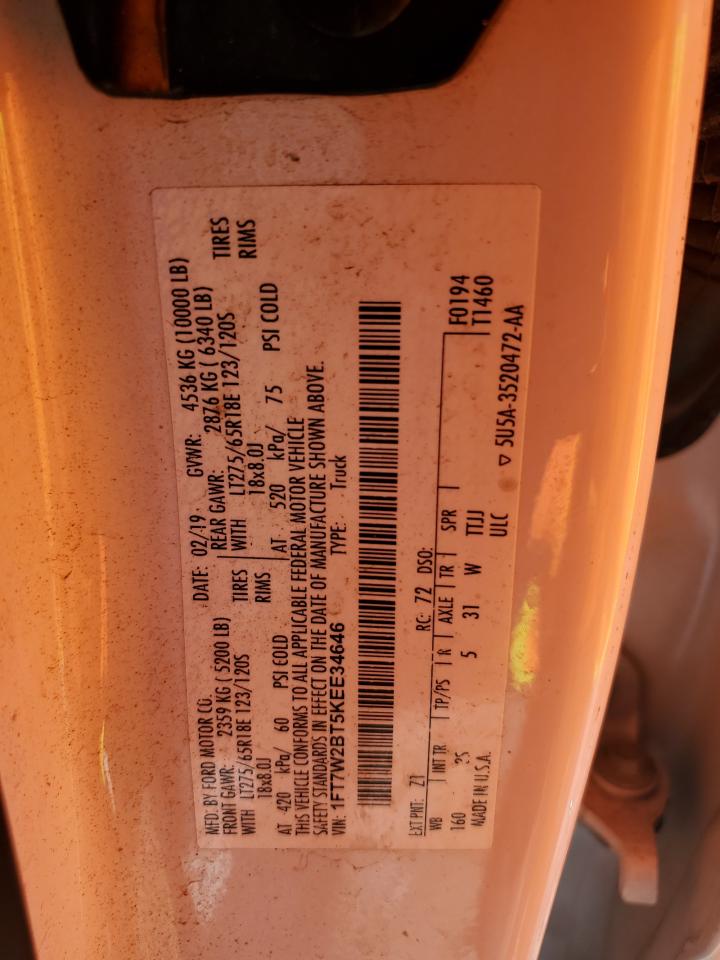 MFD. BY FORD MOTOR CO.
DATE: 02/19 GVWR: 4536 KG (10000 LB)
FRONT GAWR: 2359 KG ( 5200 LB) REAR GAWR: 2876 KG ( 6340 LB)
WITH LT275/65R18E 123/120S TIRES WITH LT275/65R18E 123/120S TIRES
18x8.0J RIMS 18x8.0J RIMS
AT 420 kPa/ 60 PSI COLD AT 520 kPa/ 75 PSI COLD
THIS VEHICLE CONFORMS TO ALL APPLICABLE FEDERAL MOTOR VEHICLE
SAFETY STANDARDS IN EFFECT ON THE DATE OF MANUFACTURE SHOWN ABOVE.
VIN: 1FT7W2BT5KEE34646 TYPE: Truck
EXT PNT: Z1 RC: 72 DSO: F0194
WB INT TR TP/PS R AXLE TR SPR T1460
160 2S 5 31 W TTJJ
MADE IN U.S.A. ULC ▽ 5U5A-3520472-AA